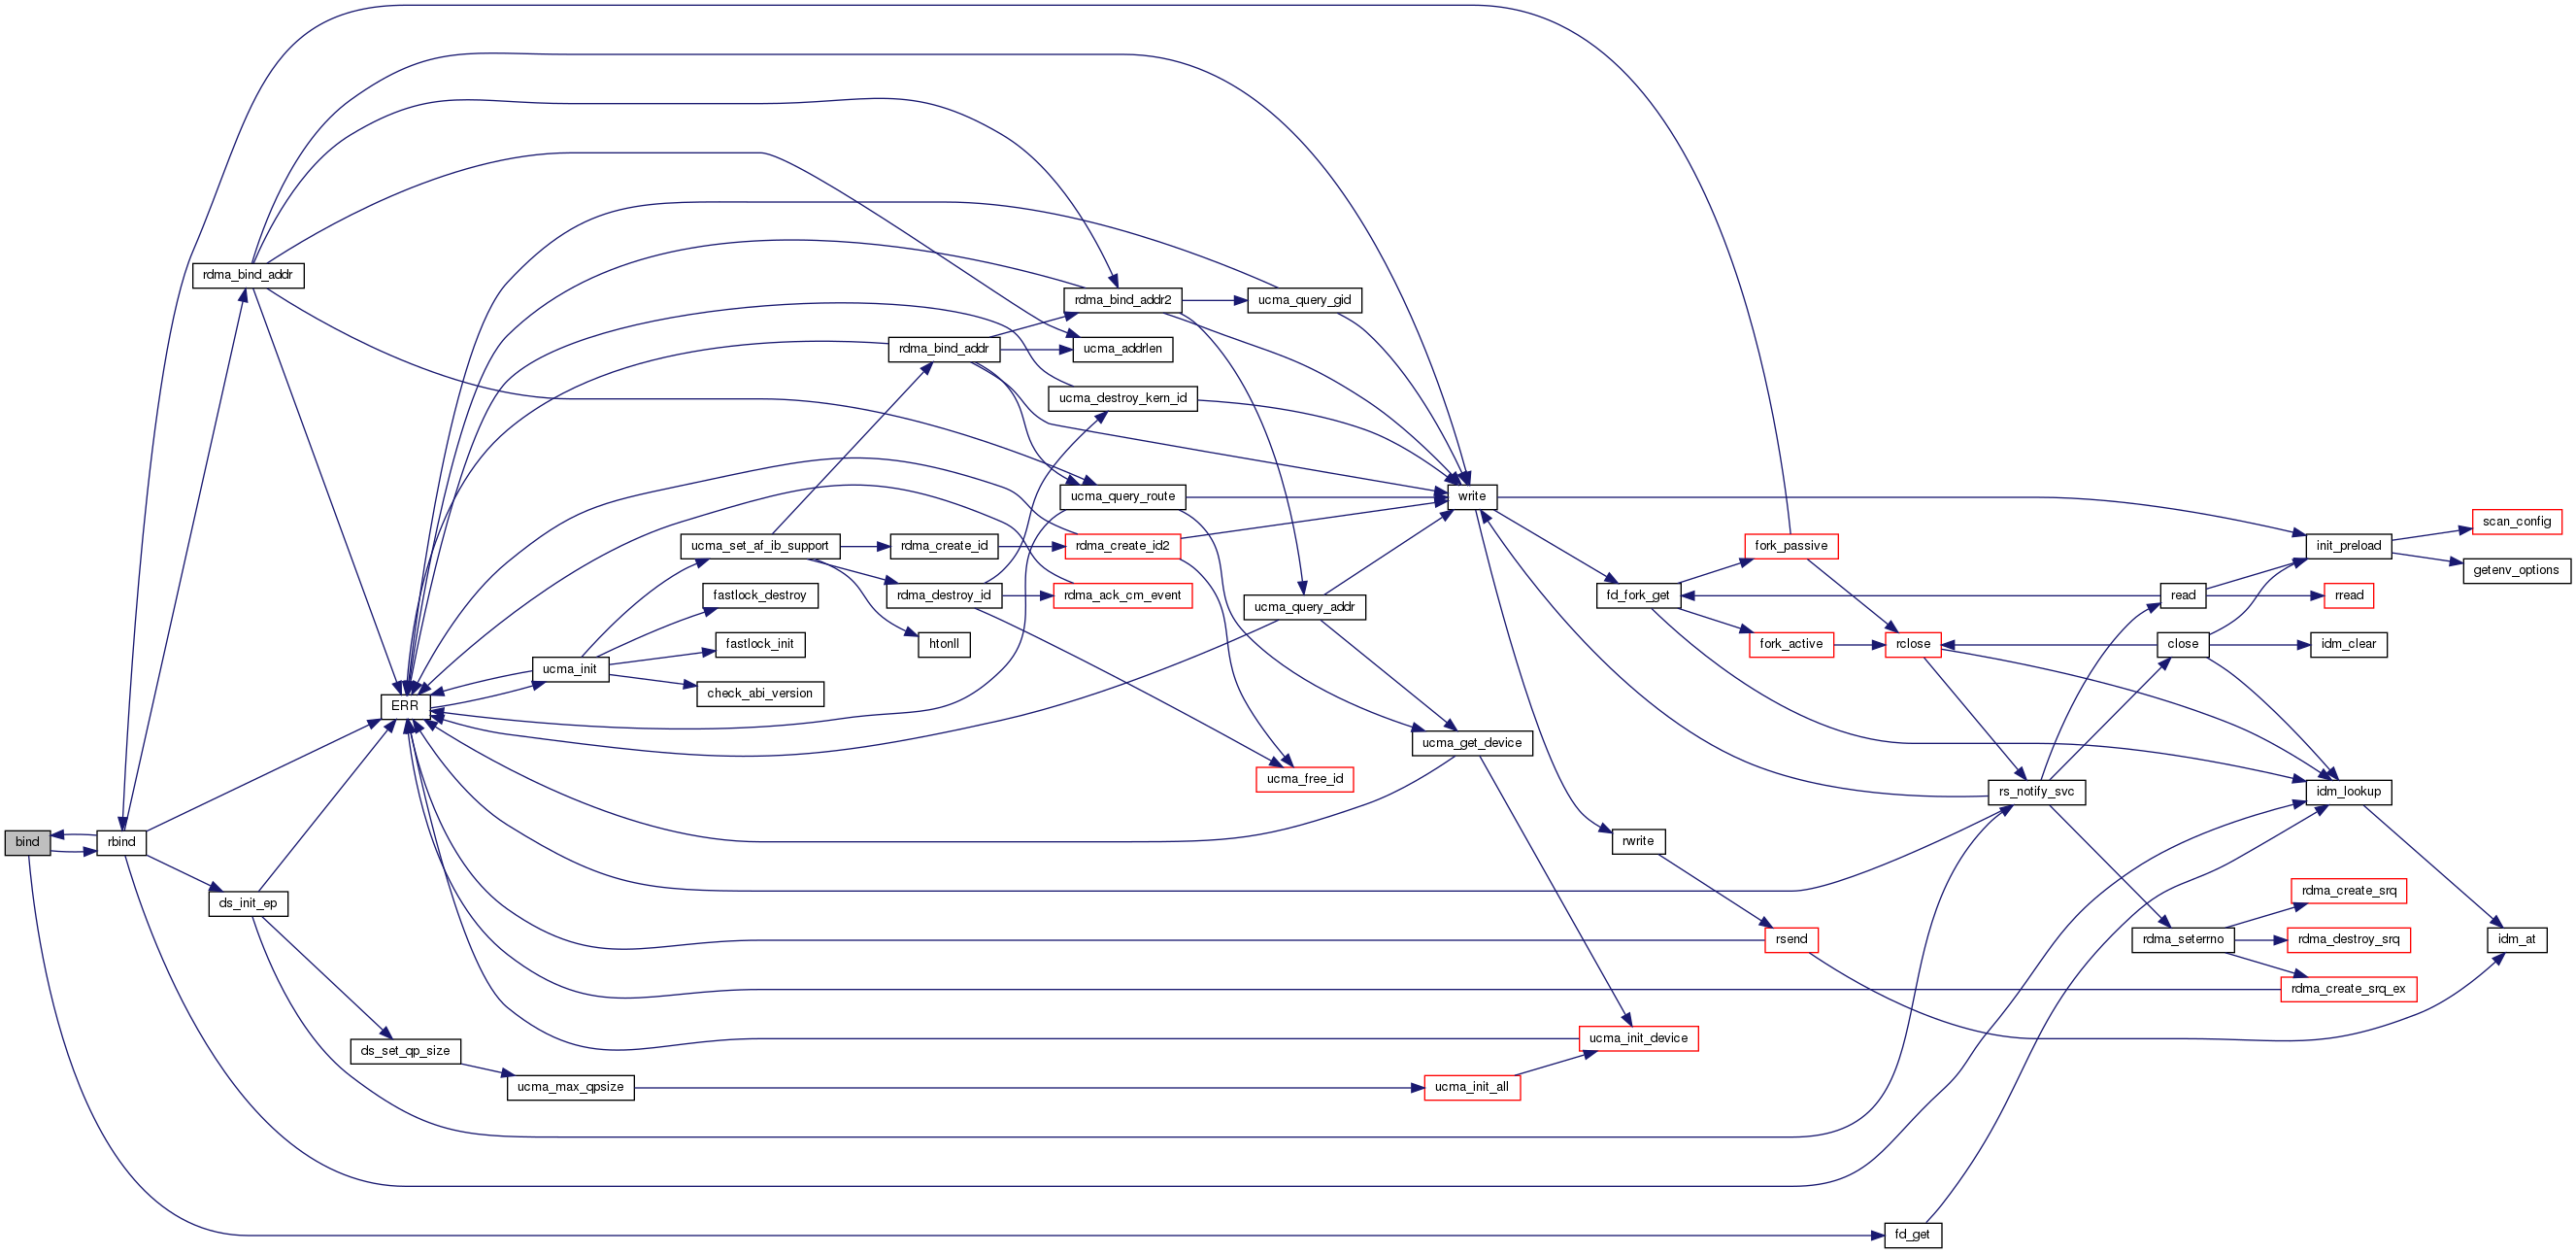 bind
rbind
rdma_bind_addr
ds_init_ep
ERR
ds_set_qp_size
ucma_init
ucma_max_qpsize
ucma_set_af_ib_support
fastlock_destroy
fastlock_init
check_abi_version
rdma_bind_addr
rdma_create_id
rdma_destroy_id
htonll
rdma_bind_addr2
ucma_addrlen
ucma_destroy_kern_id
ucma_query_route
rdma_create_id2
rdma_ack_cm_event
ucma_query_gid
ucma_query_addr
ucma_free_id
write
ucma_get_device
ucma_init_all
fd_fork_get
rwrite
ucma_init_device
fork_passive
fork_active
rsend
rclose
fd_get
rs_notify_svc
read
close
rdma_seterrno
init_preload
rread
idm_clear
idm_lookup
rdma_create_srq
rdma_destroy_srq
rdma_create_srq_ex
scan_config
getenv_options
idm_at